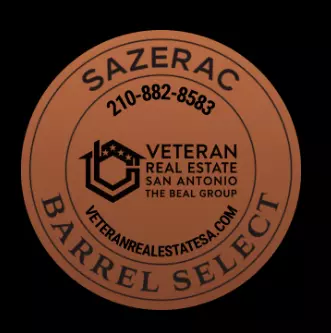 SAZERAC
210-882-8583
VETERAN
REAL ESTATE
SAN ANTONIO
THE BEAL GROUP
VETERANREALESTATESA.COM
BARREL SELECT